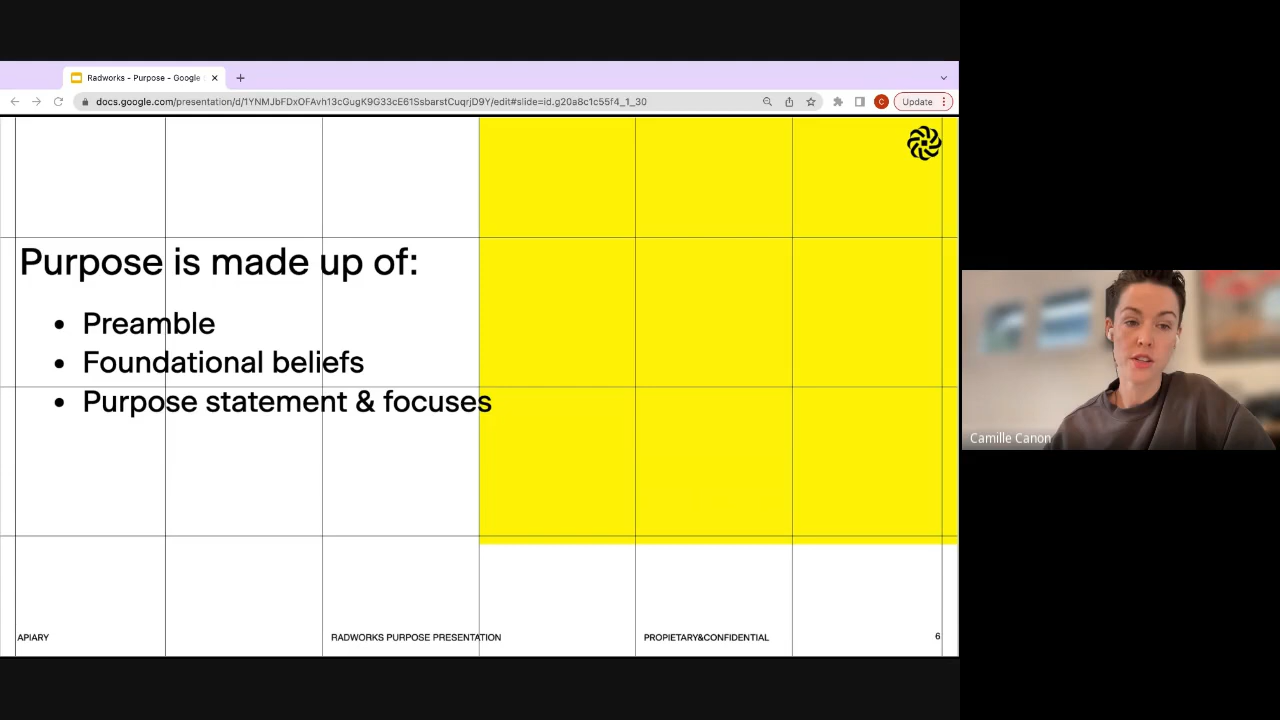 Radworks - Purpose - Google
docs.google.com/presentation/d/1YNMJbFDxOFAvh13cGugK9G33cE61SsbarstCuqrjD9Y/edit#slide=id.g20a8c1c55f4_1_30
C
Update
Purpose is made up of:
• Preamble
• Foundational beliefs
• Purpose statement & focuses
Camille Canon
APIARY
RADWORKS PURPOSE PRESENTATION
PROPIETARY&CONFIDENTIAL
6